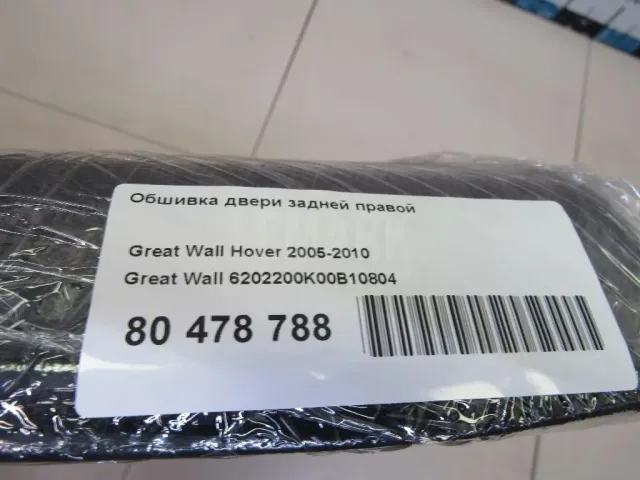 Обшивка двери задней правой
Great Wall Hover 2005-2010
Great Wall 6202200K00B10804
80 478 788